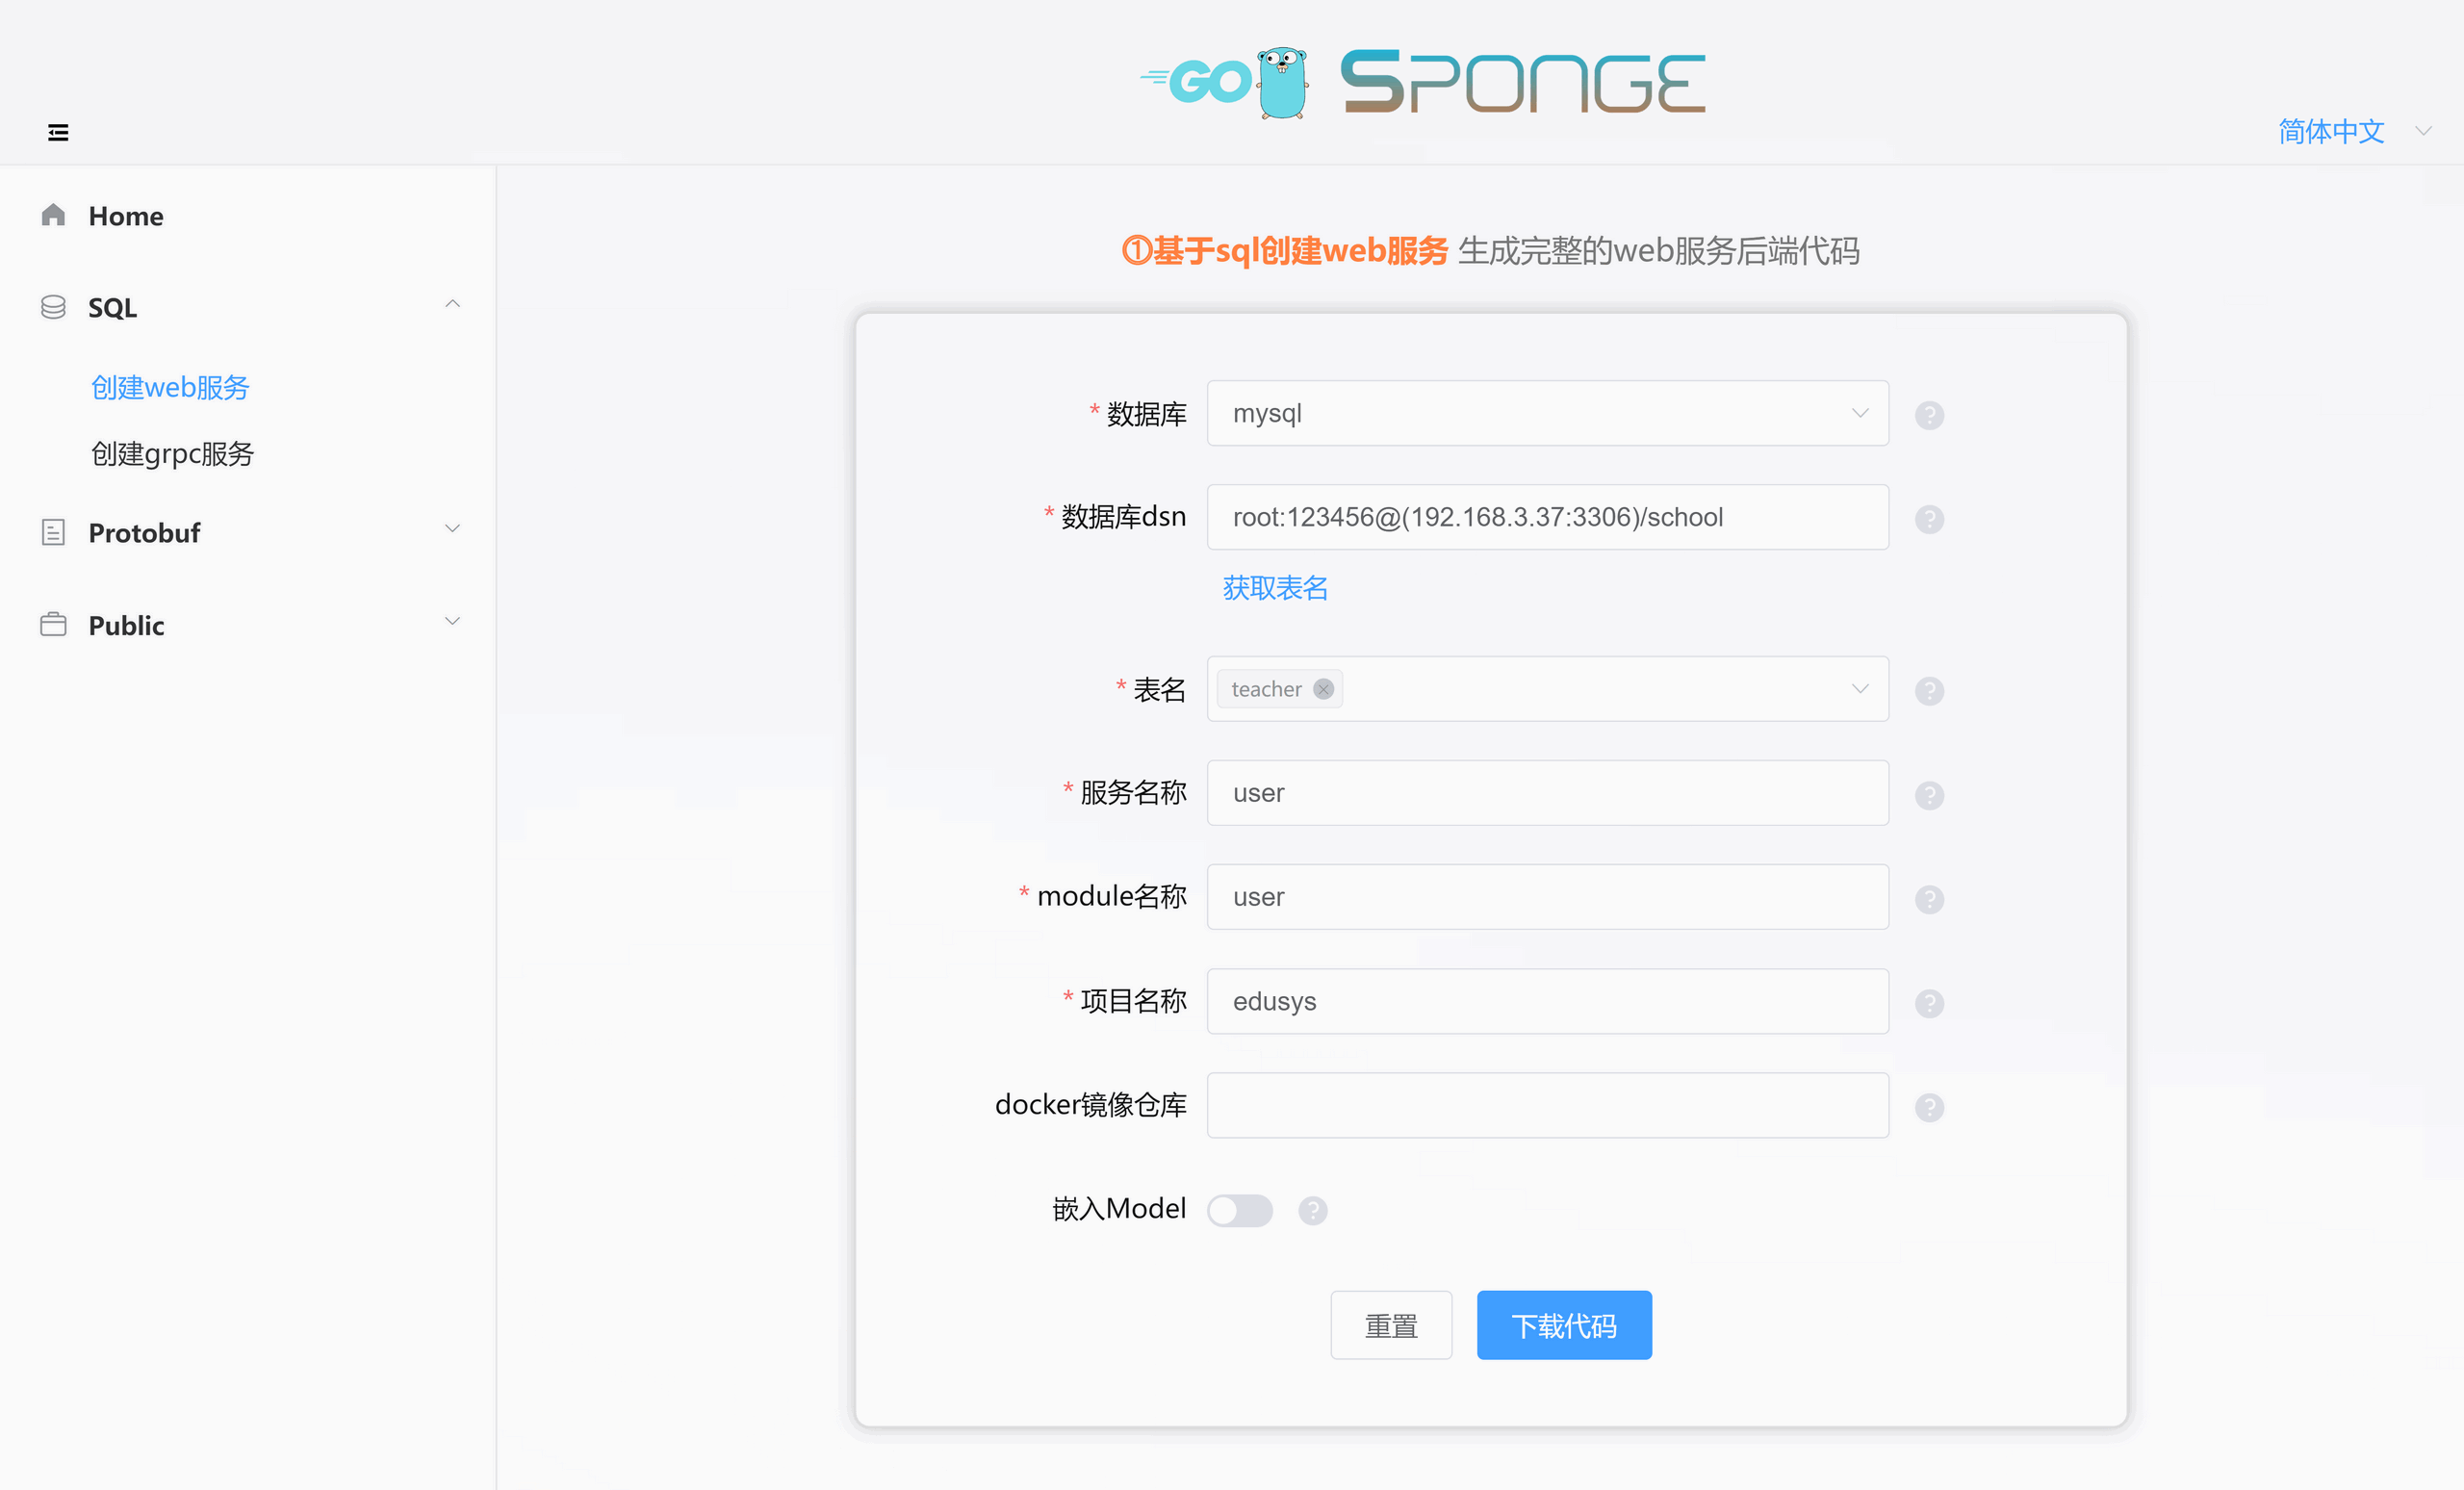 GO SPONGE
简体中文
Home
SQL
创建web服务
创建grpc服务
Protobuf
Public
①基于sql创建web服务 生成完整的web服务后端代码
* 数据库 mysql ?
* 数据库dsn root:123456@(192.168.3.37:3306)/school ?
获取表名
* 表名 teacher ?
* 服务名称 user ?
* module名称 user ?
* 项目名称 edusys ?
docker镜像仓库 ?
嵌入Model ?
重置 下载代码